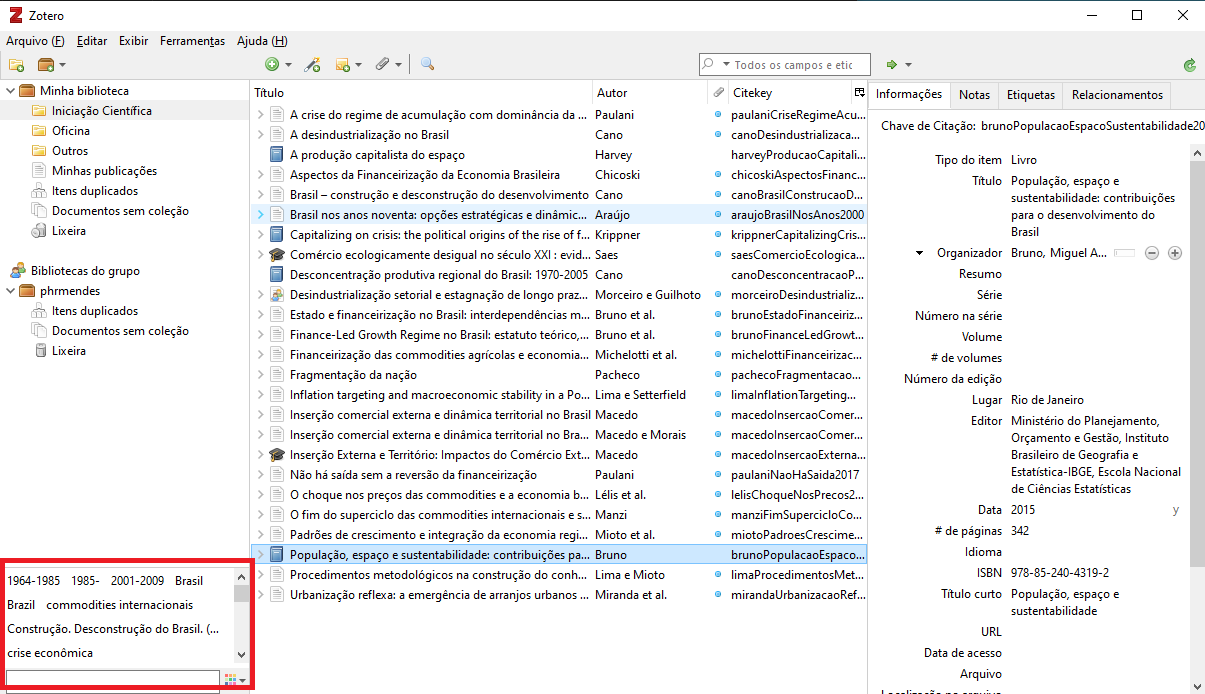 Zotero
Arquivo (F) Editar Exibir Ferramentas Ajuda (H)
Todos os campos e etic
Minha biblioteca
Iniciação Científica
Oficina
Outros
Minhas publicações
Itens duplicados
Documentos sem coleção
Lixeira
Bibliotecas do grupo
phrmendes
Itens duplicados
Documentos sem coleção
Lixeira
1964-1985 1985- 2001-2009 Brasil
Brazil commodities internacionais
Construção. Desconstrução do Brasil. (...
crise econômica
Título Autor Citekey
A crise do regime de acumulação com dominância da ... Paulani paulaniCriseRegimeAcu...
A desindustrialização no Brasil Cano canoDesindustrializaca...
A produção capitalista do espaço Harvey harveyProducaoCapitali...
Aspectos da Financeirização da Economia Brasileira Chicoski chicoskiAspectosFinanc...
Brasil – construção e desconstrução do desenvolvimento Cano canoBrasilConstrucaoD...
Brasil nos anos noventa: opções estratégicas e dinâmic... Araújo araujoBrasilNosAnos2000
Capitalizing on crisis: the political origins of the rise of f... Krippner krippnerCapitalizingCris...
Comércio ecologicamente desigual no século XXI : evid... Saes saesComercioEcologica...
Desconcentração produtiva regional do Brasil: 1970-2005 Cano canoDesconcentracaoP...
Desindustrialização setorial e estagnação de longo praz... Morceiro e Guilhoto morceiroDesindustrializ...
Estado e financeirização no Brasil: interdependências m... Bruno et al. brunoEstadoFinanceiriz...
Finance-Led Growth Regime no Brasil: estatuto teórico,... Bruno et al. brunoFinanceLedGrowt...
Financeirização das commodities agrícolas e economia... Michelotti et al. michelottiFinanceirizac...
Fragmentação da nação Pacheco pachecoFragmentacao...
Inflation targeting and macroeconomic stability in a Po... Lima e Setterfield limaInflationTargeting...
Inserção comercial externa e dinâmica territorial no Brasil Macedo macedoInsercaoComer...
Inserção comercial externa e dinâmica territorial no Bra... Macedo e Morais macedoInsercaoComer...
Inserção Externa e Território: Impactos do Comércio Ext... Macedo macedoInsercaoExterna...
Não há saída sem a reversão da financeirização Paulani paulaniNaoHaSaida2017
O choque nos preços das commodities e a economia b... Lélis et al. lelisChoqueNosPrecos2...
O fim do superciclo das commodities internacionais e s... Manzi manziFimSupercicloCo...
Padrões de crescimento e integração da economia regi... Mioto et al. miotoPadroesCrescime...
População, espaço e sustentabilidade: contribuições pa... Bruno brunoPopulacaoEspaco...
Procedimentos metodológicos na construção do conh... Lima e Mioto limaProcedimentosMet...
Urbanização reflexa: a emergência de arranjos urbanos ... Miranda et al. mirandaUrbanizacaoRef...
Informações Notas Etiquetas Relacionamentos
Chave de Citação: brunoPopulacaoEspacoSustentabilidade20
Tipo do item Livro
Título População, espaço e
sustentabilidade: contribuições
para o desenvolvimento do
Brasil
Organizador Bruno, Miguel A...
Resumo
Série
Número na série
Volume
# de volumes
Número da edição
Lugar Rio de Janeiro
Editor Ministério do Planejamento,
Orçamento e Gestão, Instituto
Brasileiro de Geografia e
Estatística-IBGE, Escola Nacional
de Ciências Estatísticas
Data 2015 y
# de páginas 342
Idioma
ISBN 978-85-240-4319-2
Título curto População, espaço e
sustentabilidade
URL
Data de acesso
Arquivo
Localização no arquivo